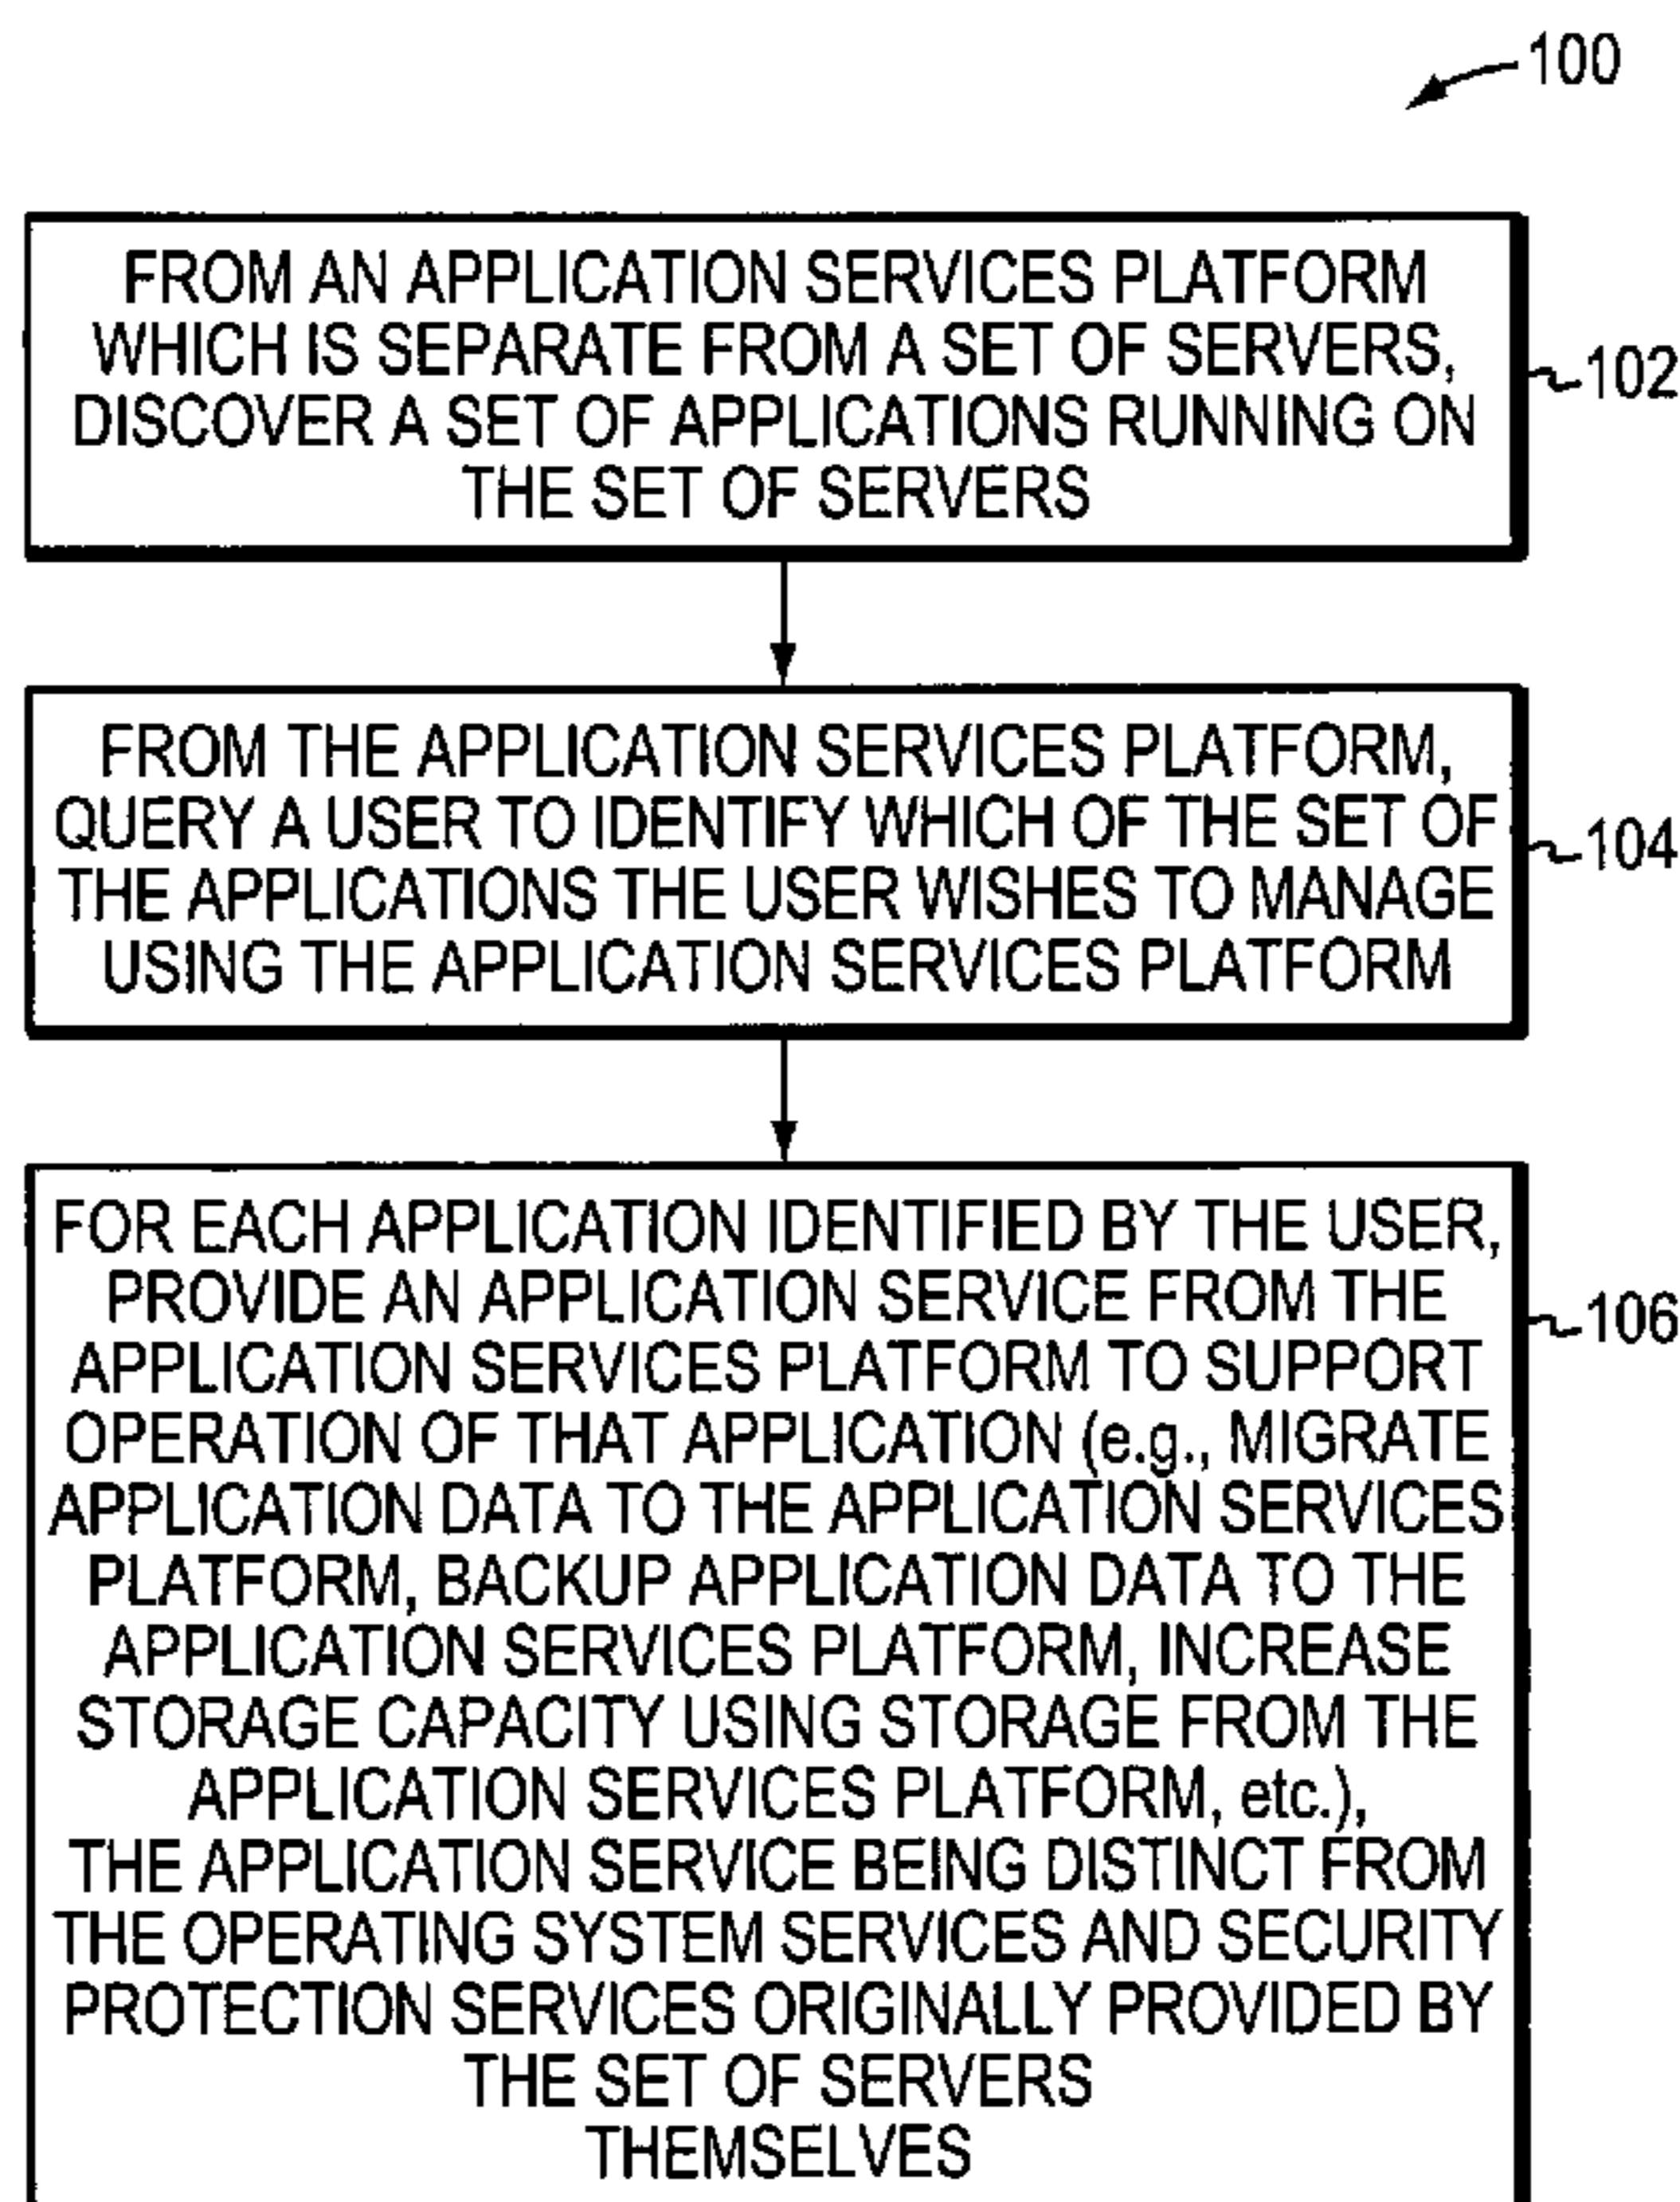 100
FROM AN APPLICATION SERVICES PLATFORM
WHICH IS SEPARATE FROM A SET OF SERVERS,
DISCOVER A SET OF APPLICATIONS RUNNING ON
THE SET OF SERVERS
102
FROM THE APPLICATION SERVICES PLATFORM,
QUERY A USER TO IDENTIFY WHICH OF THE SET OF
THE APPLICATIONS THE USER WISHES TO MANAGE
USING THE APPLICATION SERVICES PLATFORM
104
FOR EACH APPLICATION IDENTIFIED BY THE USER,
PROVIDE AN APPLICATION SERVICE FROM THE
APPLICATION SERVICES PLATFORM TO SUPPORT
OPERATION OF THAT APPLICATION (e.g., MIGRATE
APPLICATION DATA TO THE APPLICATION SERVICES
PLATFORM, BACKUP APPLICATION DATA TO THE
APPLICATION SERVICES PLATFORM, INCREASE
STORAGE CAPACITY USING STORAGE FROM THE
APPLICATION SERVICES PLATFORM, etc.),
THE APPLICATION SERVICE BEING DISTINCT FROM
THE OPERATING SYSTEM SERVICES AND SECURITY
PROTECTION SERVICES ORIGINALLY PROVIDED BY
THE SET OF SERVERS
THEMSELVES
106